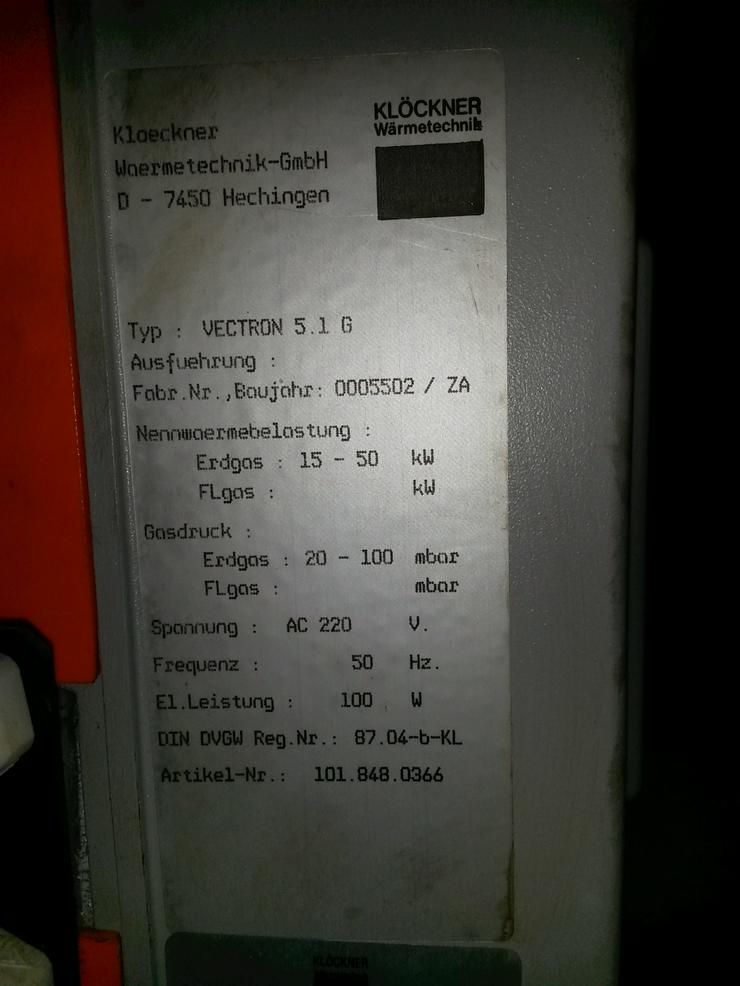 KLÖCKNER
Wärmetechnik
Kloeckner
Waermetechnik-GmbH
D - 7450 Hechingen
Typ : VECTRON 5.1 G
Ausfuehrung :
Fabr.Nr.,Baujahr: 0005502 / ZA
Nennwaermebelastung :
Erdgas : 15 - 50 kW
FLgas : kW
Gasdruck :
Erdgas : 20 - 100 mbar
FLgas : mbar
Spannung : AC 220 V.
Frequenz : 50 Hz.
El.Leistung : 100 W
DIN DVGW Reg.Nr.: 87.04-b-KL
Artikel-Nr.: 101.848.0366
KLÖCKNER